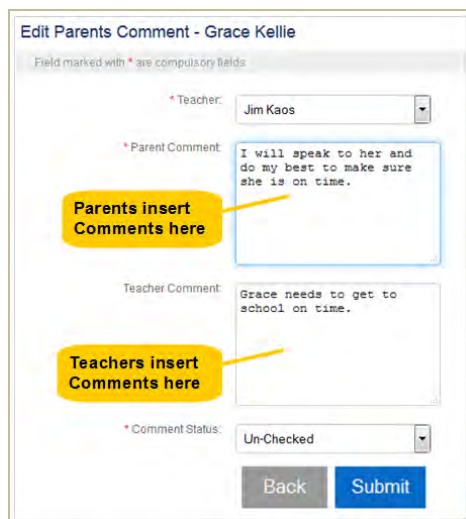 Edit Parents Comment - Grace Kellie
Field marked with * are compulsory fields
* Teacher:
Jim Kaos
* Parent Comment:
I will speak to her and
do my best to make sure
she is on time.
Parents insert
Comments here
Teacher Comment:
Grace needs to get to
school on time.
Teachers insert
Comments here
* Comment Status:
Un-Checked
Back
Submit